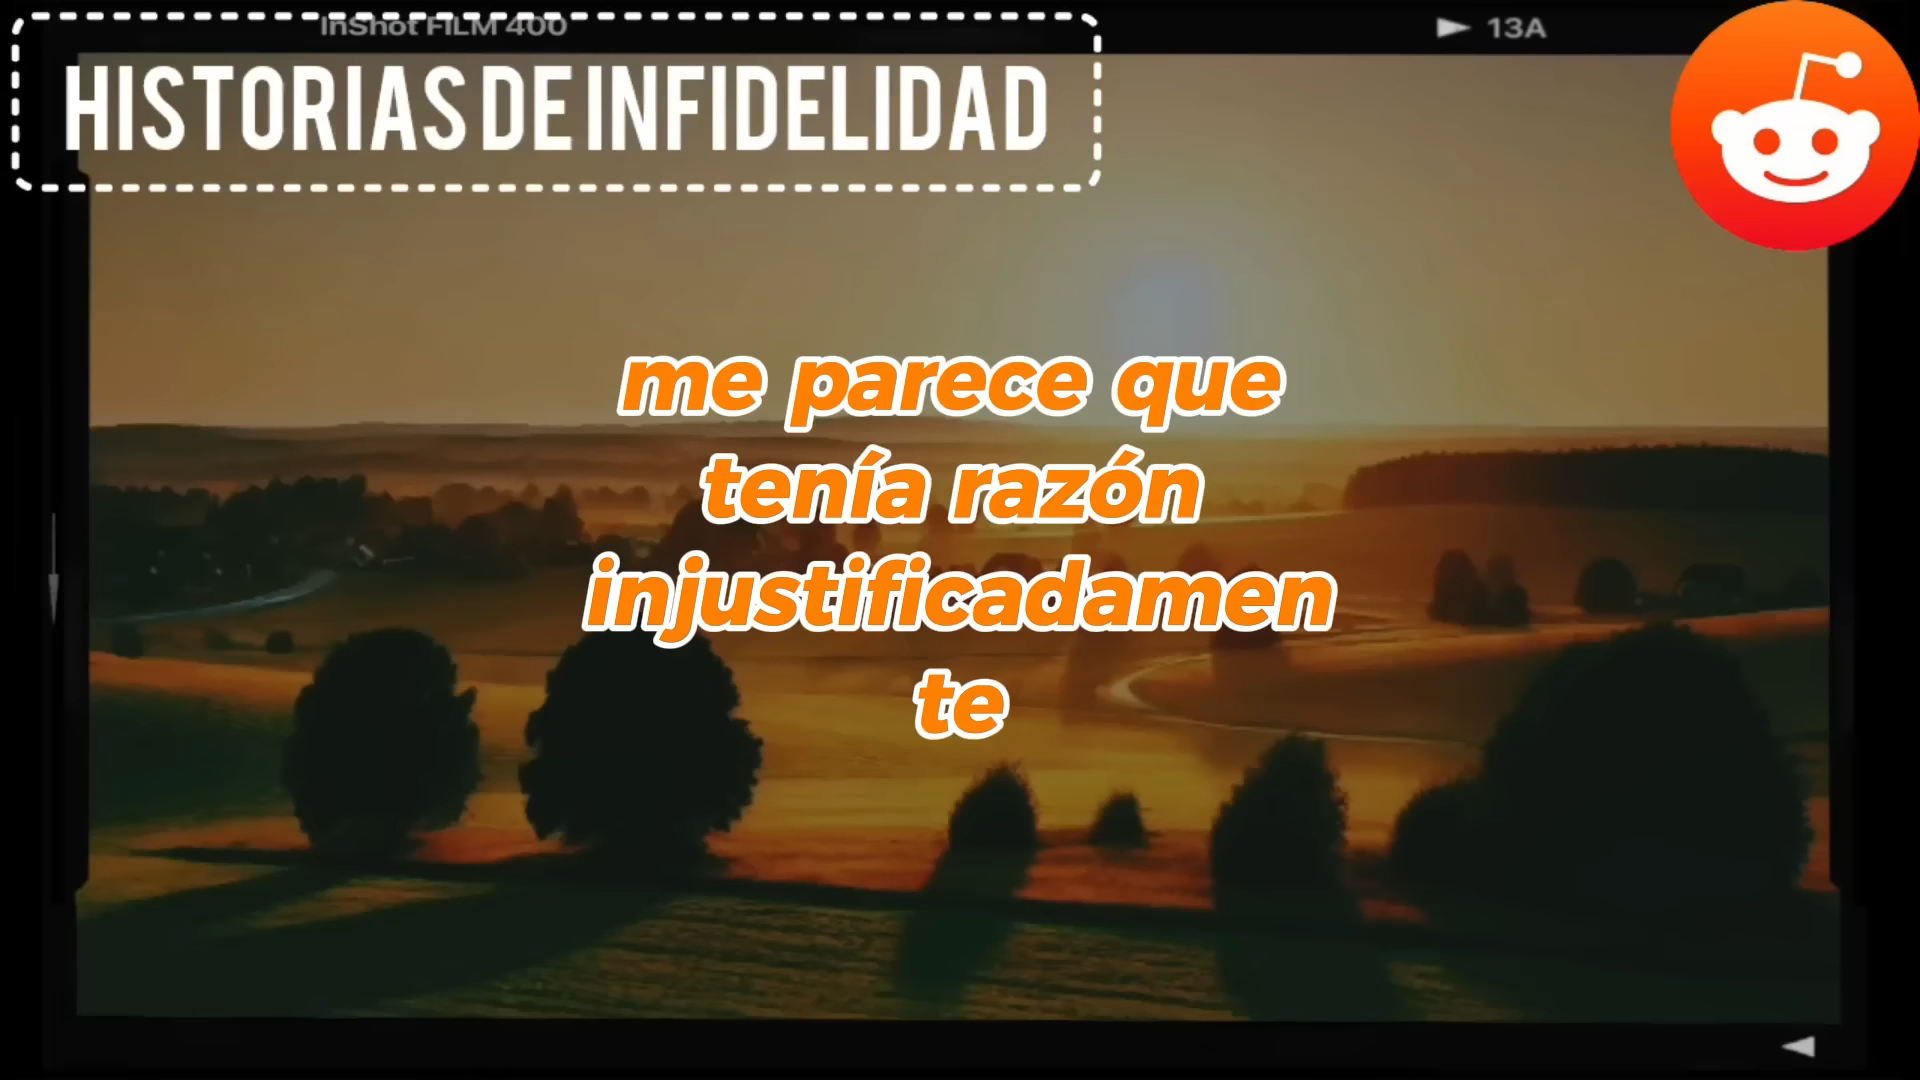 InShot FILM 400
13A
HISTORIAS DE INFIDELIDAD
me parece que
tenía razón
injustificadamen
te